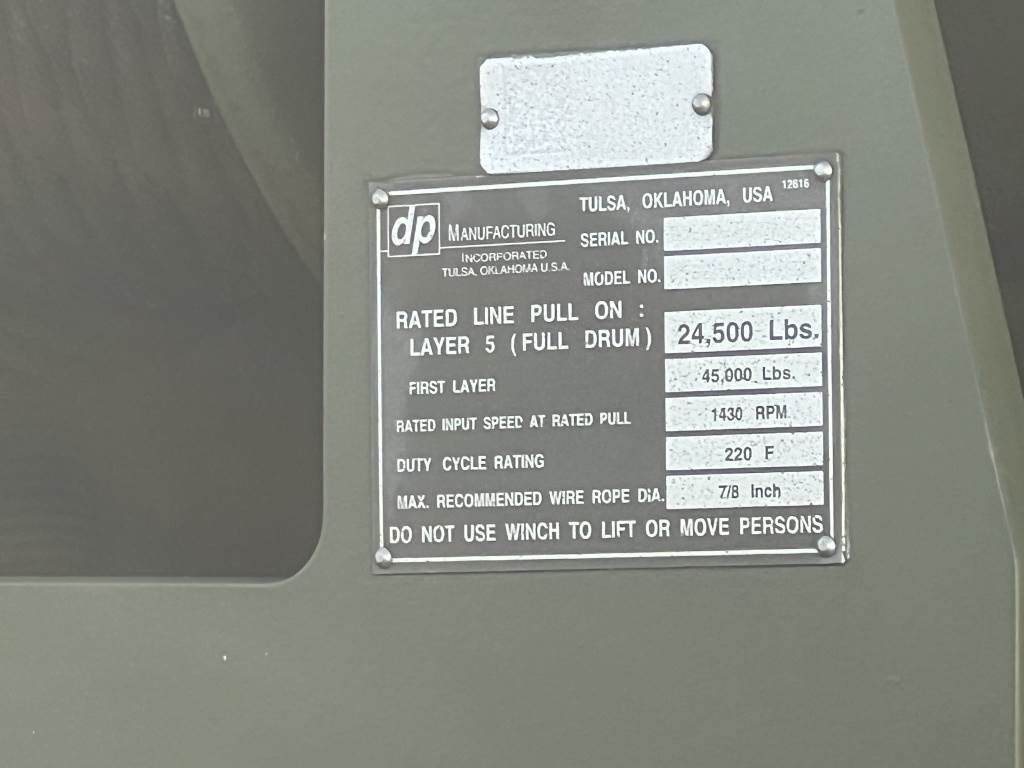 TULSA, OKLAHOMA, USA 12616
dp MANUFACTURING
INCORPORATED
TULSA, OKLAHOMA U.S.A.
SERIAL NO.
MODEL NO.
RATED LINE PULL ON :
LAYER 5 (FULL DRUM) 24,500 Lbs.
FIRST LAYER 45,000 Lbs.
RATED INPUT SPEED AT RATED PULL 1430 RPM
DUTY CYCLE RATING 220 F
MAX. RECOMMENDED WIRE ROPE DIA. 7/8 Inch
DO NOT USE WINCH TO LIFT OR MOVE PERSONS